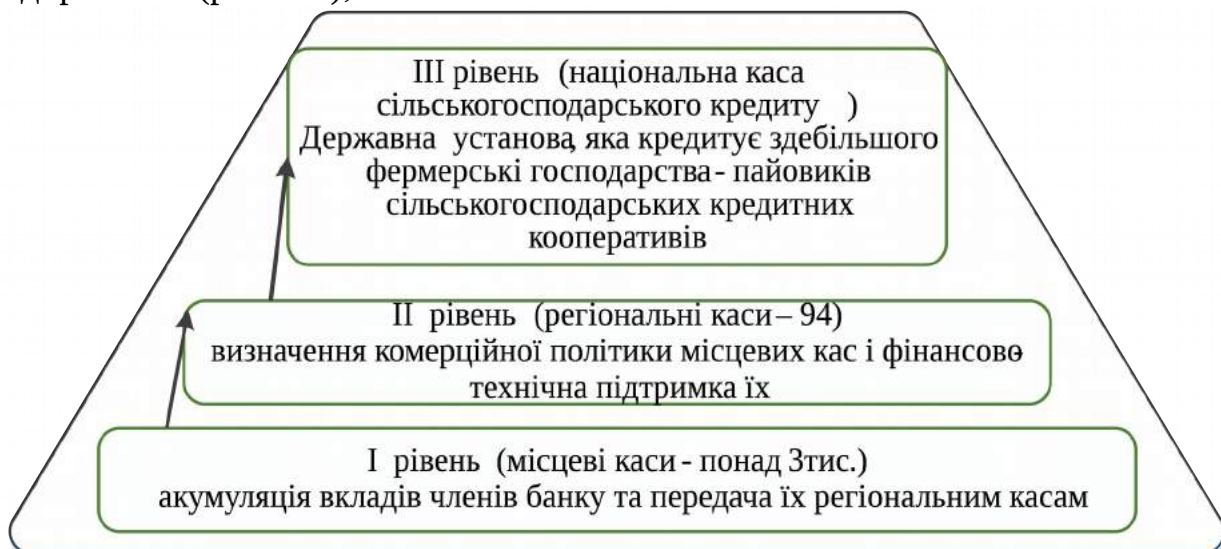 III рівень (національна каса
сільськогосподарського кредиту )
Державна установа, яка кредитує здебільшого
фермерські господарства - пайовиків
сільськогосподарських кредитних
кооперативів
II рівень (регіональні каси – 94)
визначення комерційної політики місцевих кас і фінансово-
технічна підтримка їх
I рівень (місцеві каси - понад 3тис.)
акумуляція вкладів членів банку та передача їх регіональним касам